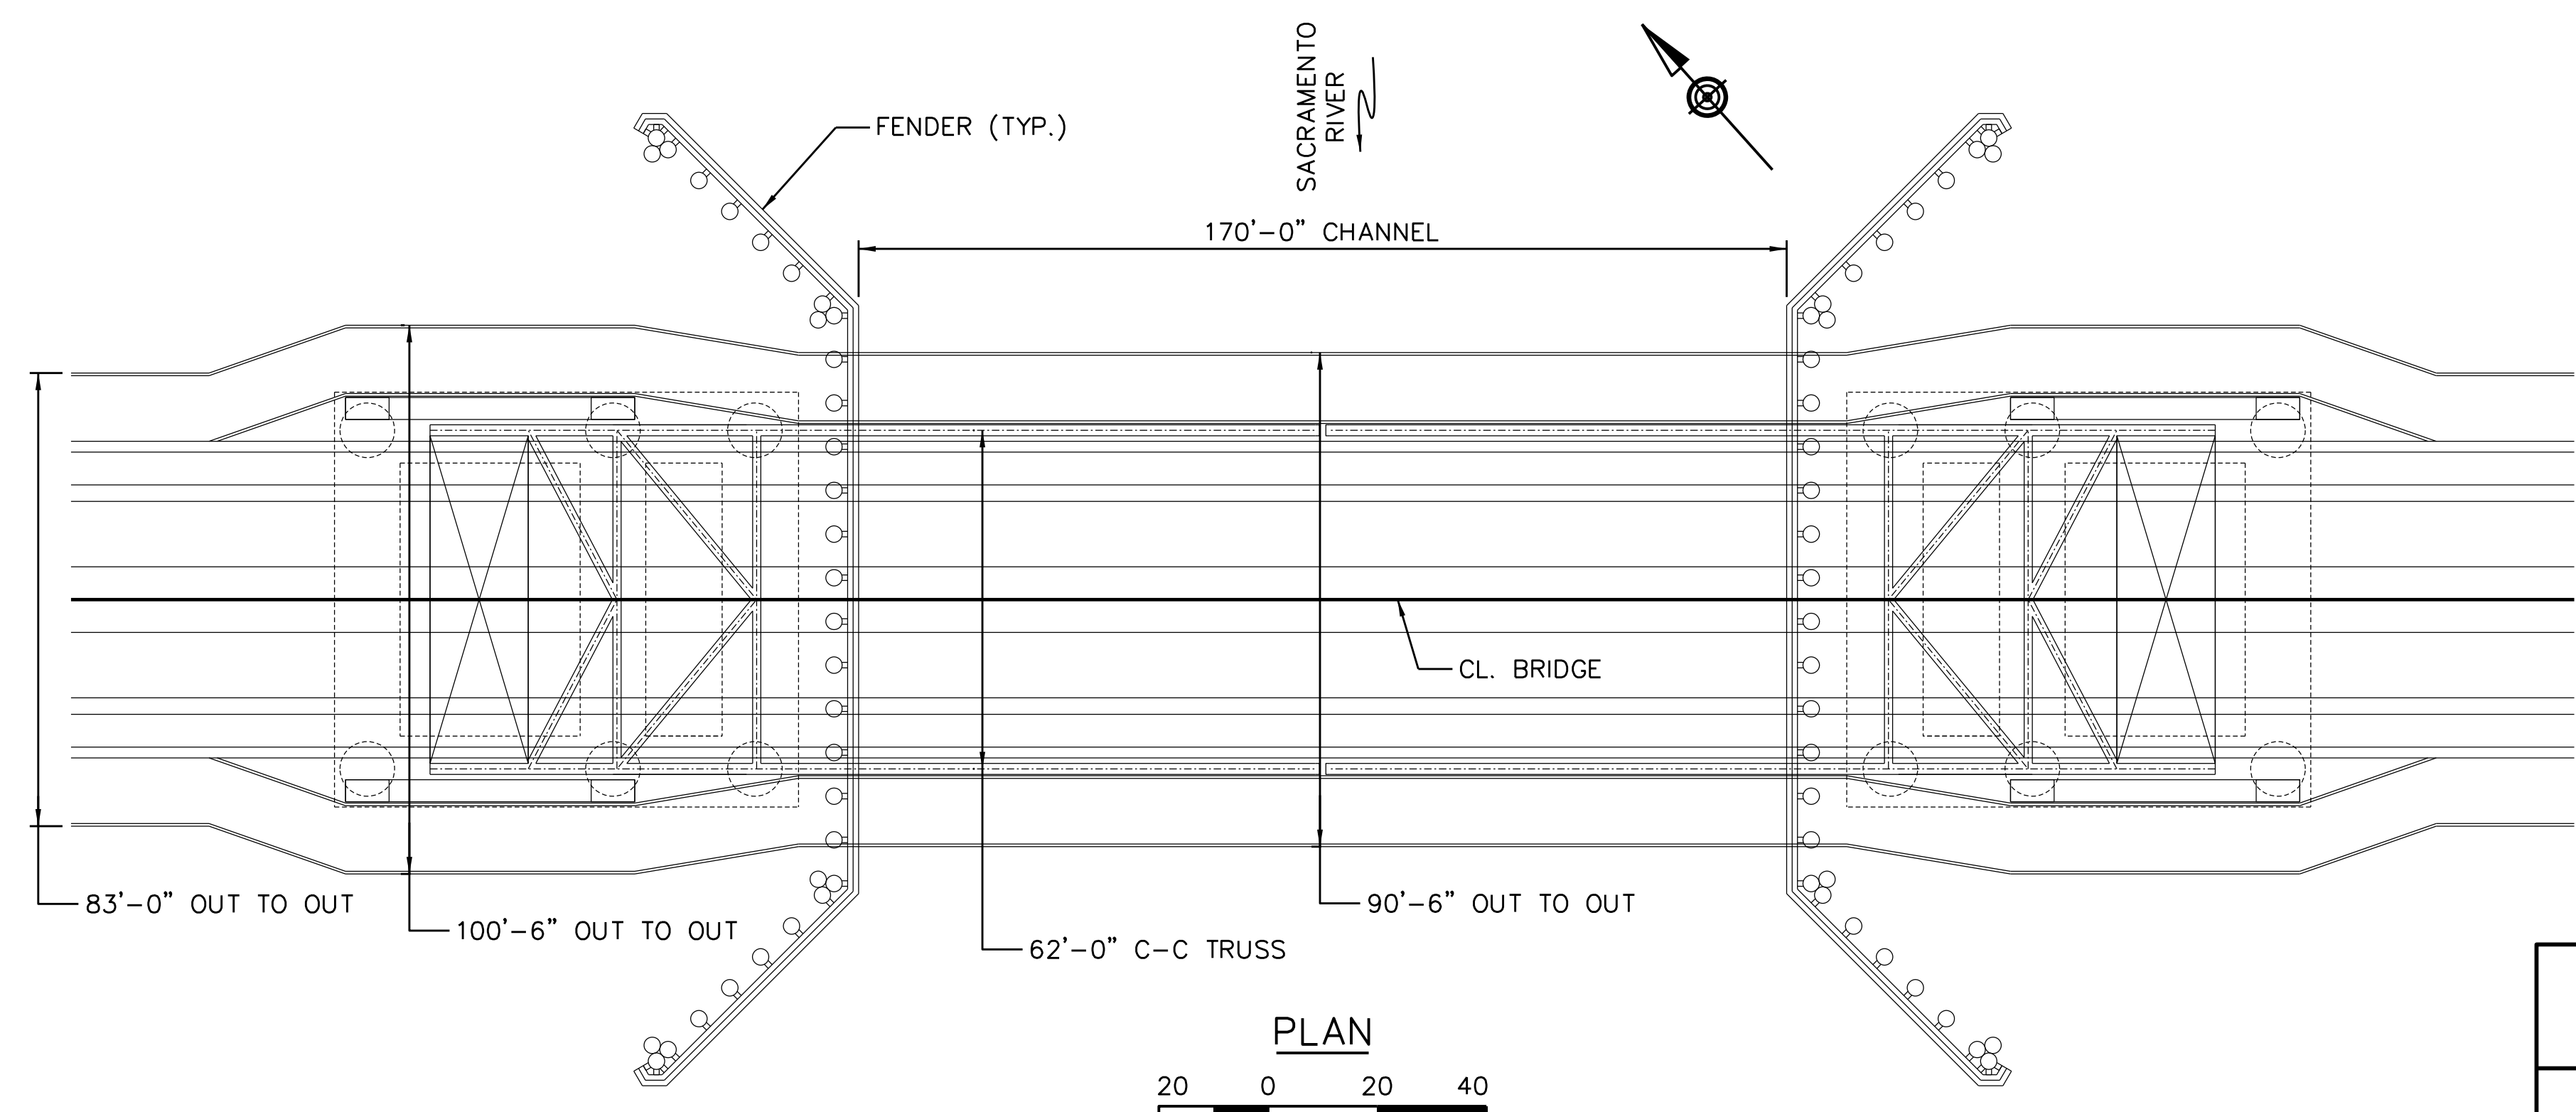 SACRAMENTO
RIVER
FENDER (TYP.)
170'-0" CHANNEL
CL. BRIDGE
83'-0" OUT TO OUT
100'-6" OUT TO OUT
90'-6" OUT TO OUT
62'-0" C-C TRUSS
PLAN
20 0 20 40